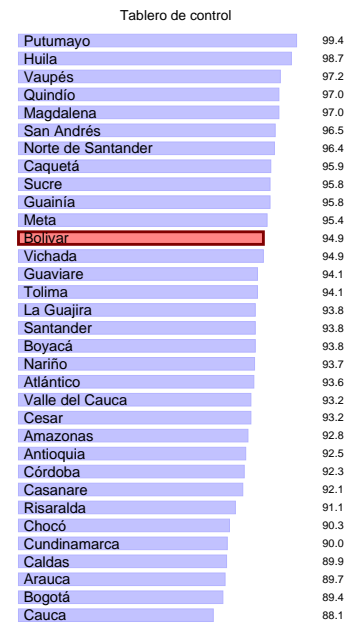 Tablero de control
Putumayo 99.4
Huila 98.7
Vaupés 97.2
Quindío 97.0
Magdalena 97.0
San Andrés 96.5
Norte de Santander 96.4
Caquetá 95.9
Sucre 95.8
Guainía 95.8
Meta 95.4
Bolívar 94.9
Vichada 94.9
Guaviare 94.1
Tolima 94.1
La Guajira 93.8
Santander 93.8
Boyacá 93.8
Nariño 93.7
Atlántico 93.6
Valle del Cauca 93.2
Cesar 93.2
Amazonas 92.8
Antioquia 92.5
Córdoba 92.3
Casanare 92.1
Risaralda 91.1
Chocó 90.3
Cundinamarca 90.0
Caldas 89.9
Arauca 89.7
Bogotá 89.4
Cauca 88.1